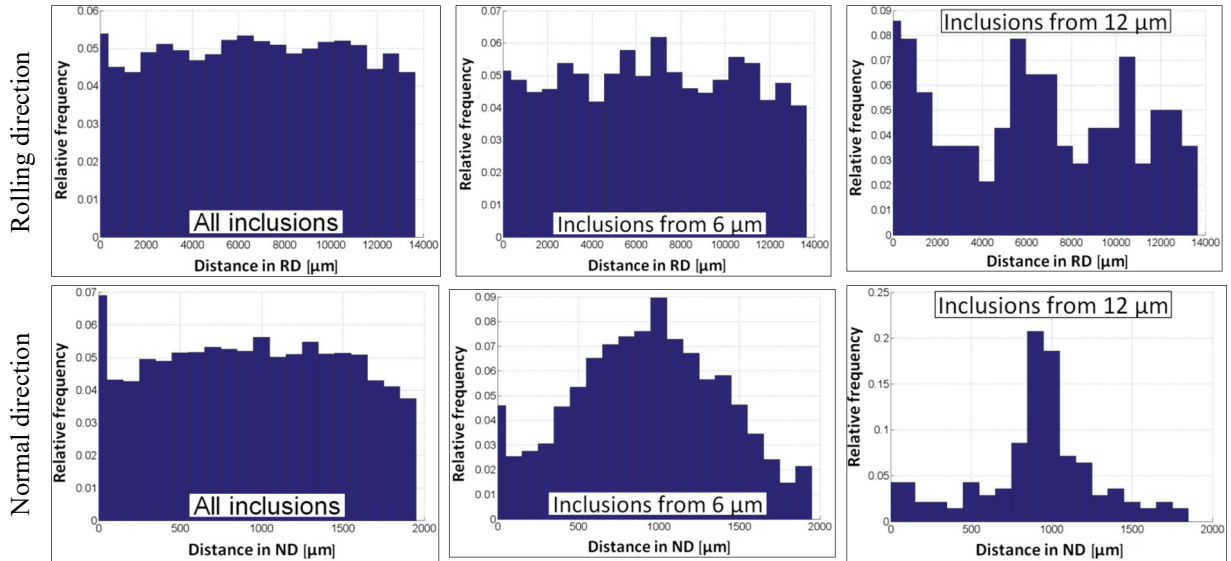 Rolling direction
Relative frequency
0.06
0.05
0.04
0.03
0.02
0.01
0
All inclusions
0 2000 4000 6000 8000 10000 12000 14000
Distance in RD [µm]
Relative frequency
0.07
0.06
0.05
0.04
0.03
0.02
0.01
0
Inclusions from 6 µm
0 2000 4000 6000 8000 10000 12000 14000
Distance in RD [µm]
Relative frequency
0.09
0.08
0.07
0.06
0.05
0.04
0.03
0.02
0.01
0
Inclusions from 12 µm
0 2000 4000 6000 8000 10000 12000 14000
Distance in RD [µm]
Normal direction
Relative frequency
0.07
0.06
0.05
0.04
0.03
0.02
0.01
0
All inclusions
0 500 1000 1500 2000
Distance in ND [µm]
Relative frequency
0.09
0.08
0.07
0.06
0.05
0.04
0.03
0.02
0.01
0
Inclusions from 6 µm
0 500 1000 1500 2000
Distance in ND [µm]
Relative frequency
0.25
0.2
0.15
0.1
0.05
0
Inclusions from 12 µm
0 500 1000 1500 2000
Distance in ND [µm]